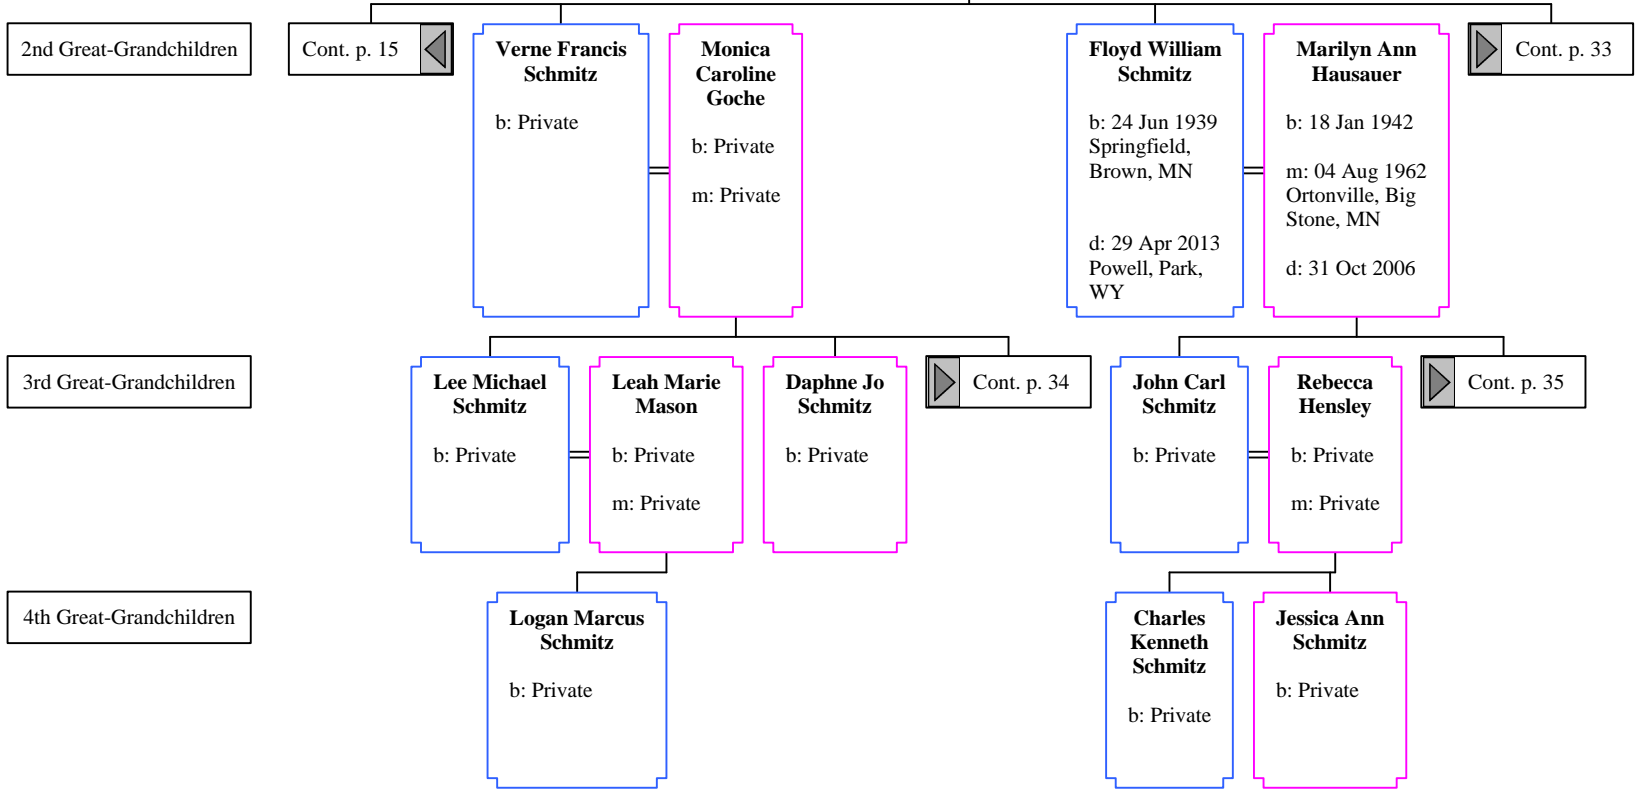 2nd Great-Grandchildren
Cont. p. 15
Verne Francis
Schmitz
b: Private
Monica
Caroline
Goche
b: Private
m: Private
Floyd William
Schmitz
b: 24 Jun 1939
Springfield,
Brown, MN
d: 29 Apr 2013
Powell, Park,
WY
Marilyn Ann
Hausauer
b: 18 Jan 1942
m: 04 Aug 1962
Ortonville, Big
Stone, MN
d: 31 Oct 2006
Cont. p. 33
3rd Great-Grandchildren
Lee Michael
Schmitz
b: Private
Leah Marie
Mason
b: Private
m: Private
Daphne Jo
Schmitz
b: Private
Cont. p. 34
John Carl
Schmitz
b: Private
Rebecca
Hensley
b: Private
m: Private
Cont. p. 35
4th Great-Grandchildren
Logan Marcus
Schmitz
b: Private
Charles
Kenneth
Schmitz
b: Private
Jessica Ann
Schmitz
b: Private